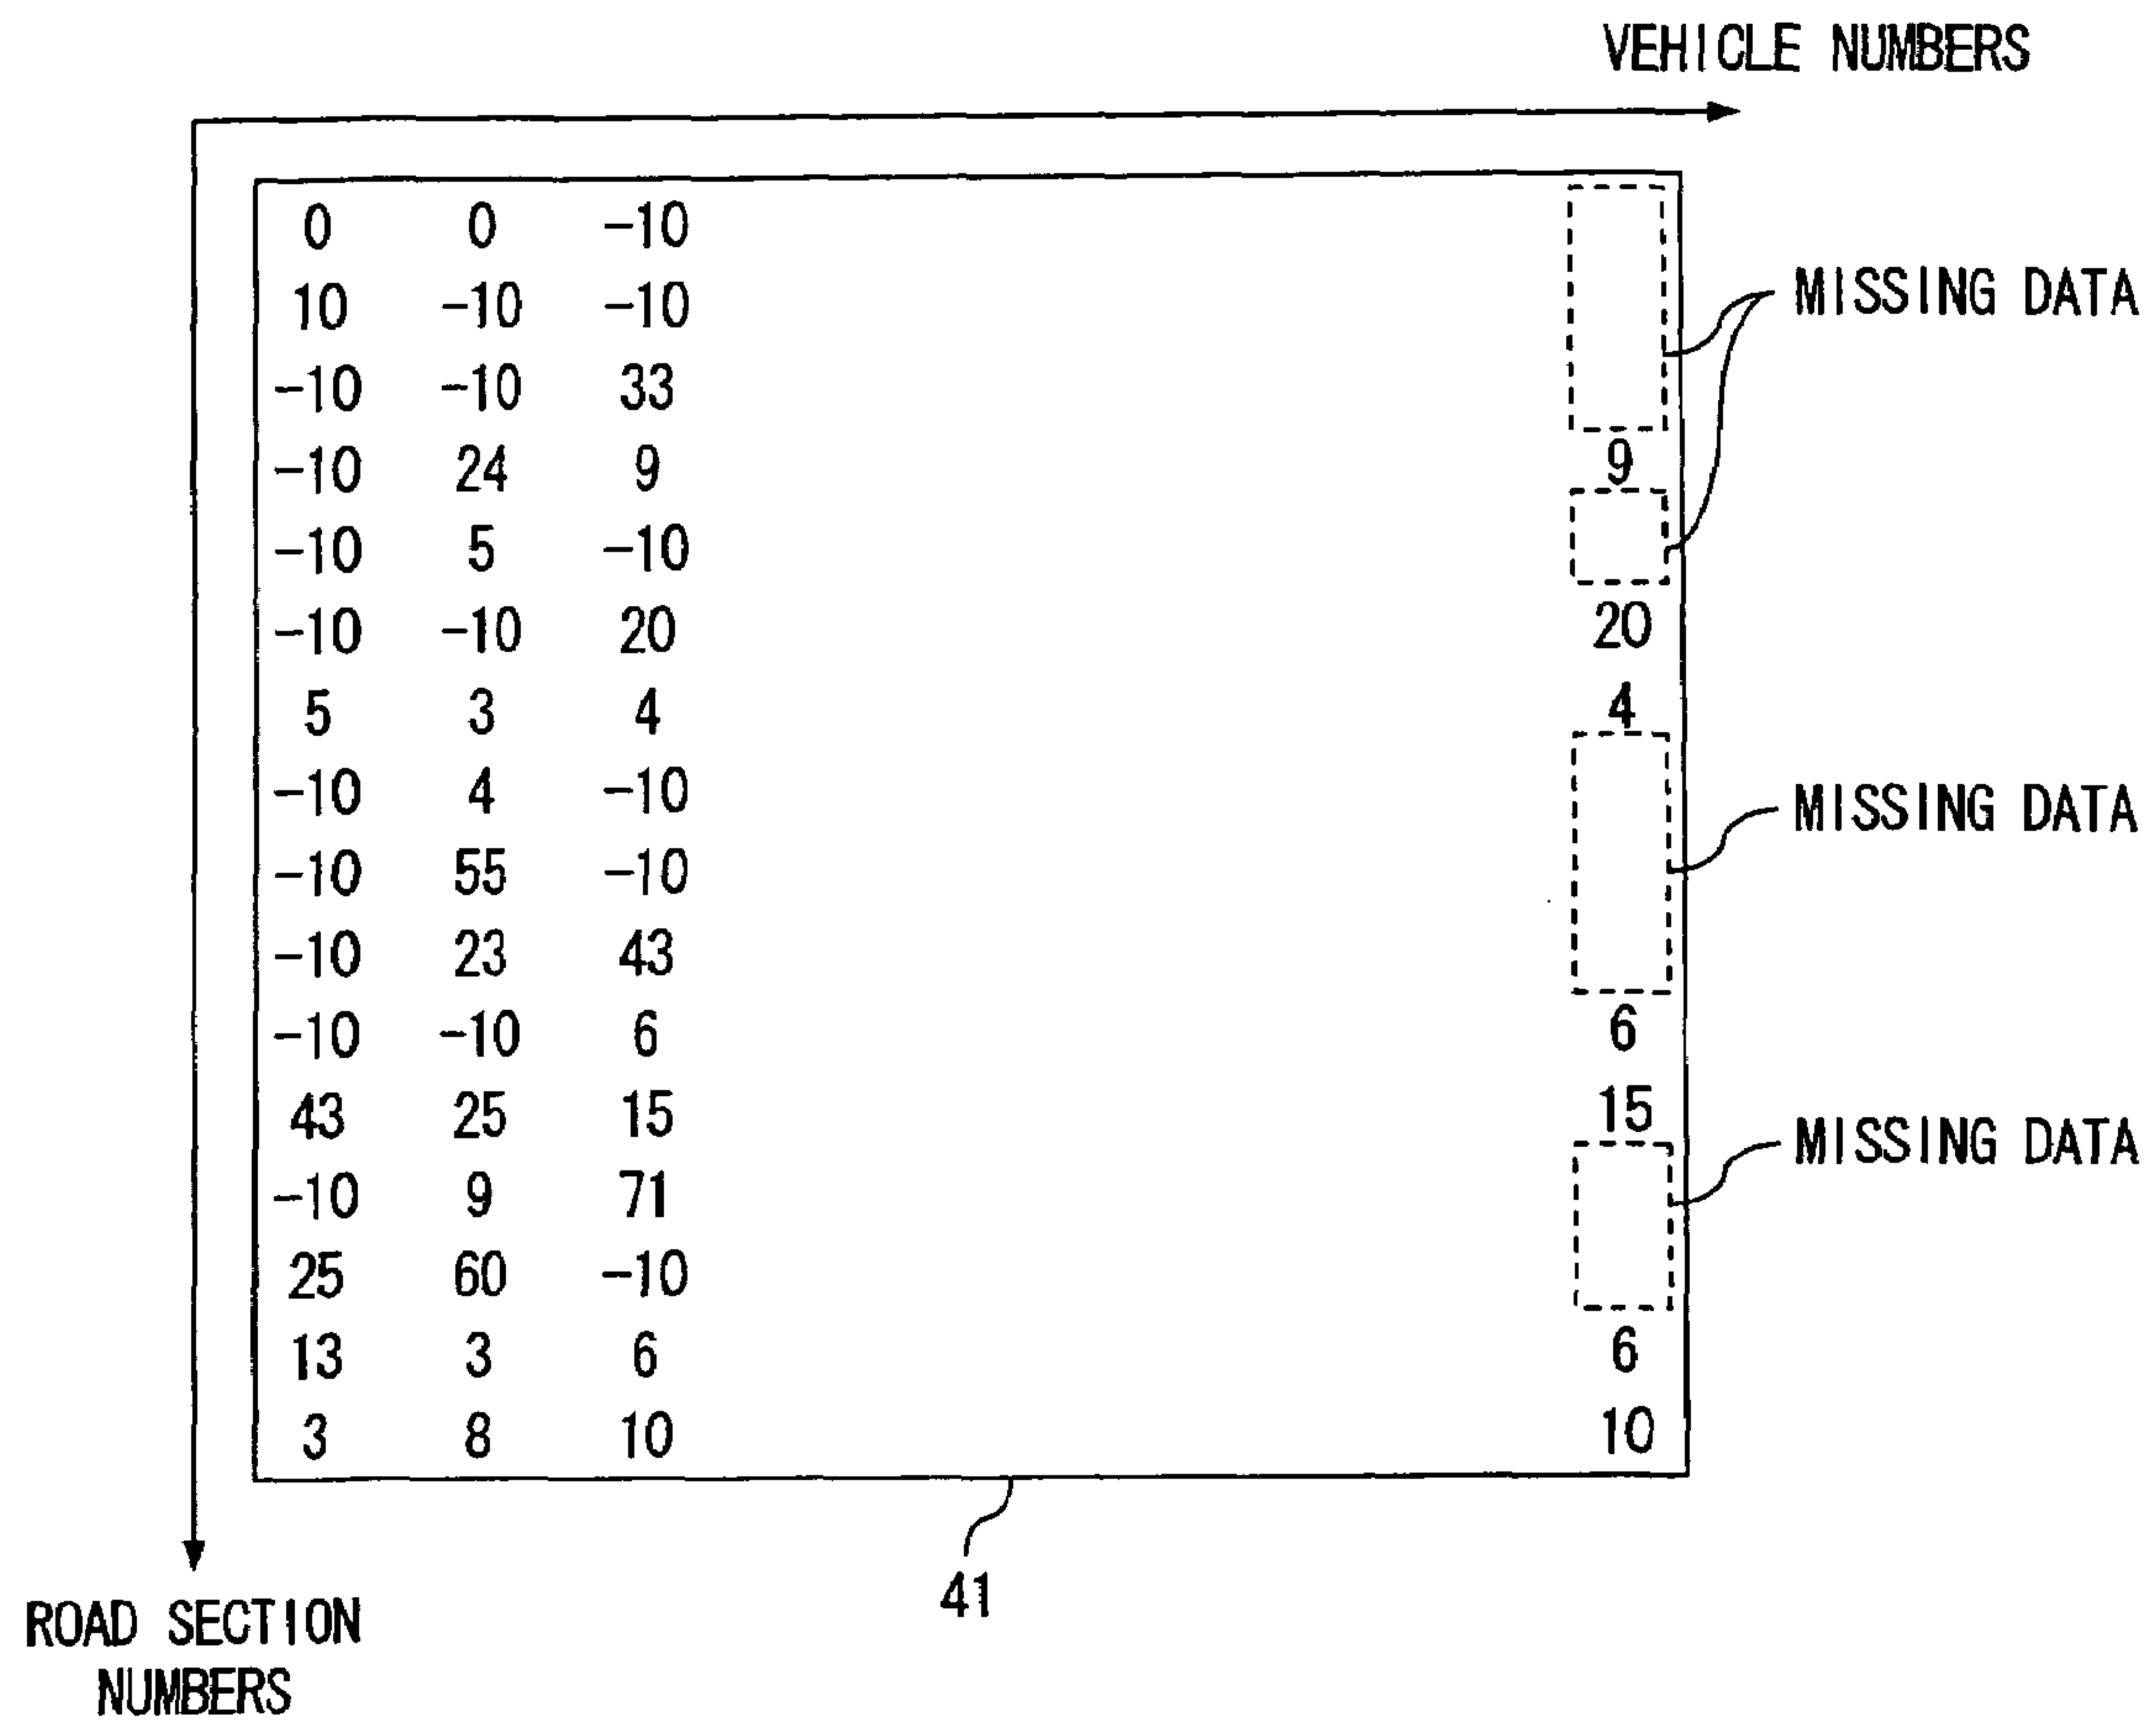 VEHICLE NUMBERS
0 0 -10
10 -10 -10 MISSING DATA
-10 -10 33
-10 24 9 9
-10 5 -10
-10 -10 20 20
5 3 4 4
-10 4 -10 MISSING DATA
-10 55 -10
-10 23 43
-10 -10 6 6
43 25 15 15
MISSING DATA
-10 9 71
25 60 -10
13 3 6 6
3 8 10 10
41
ROAD SECTION
NUMBERS